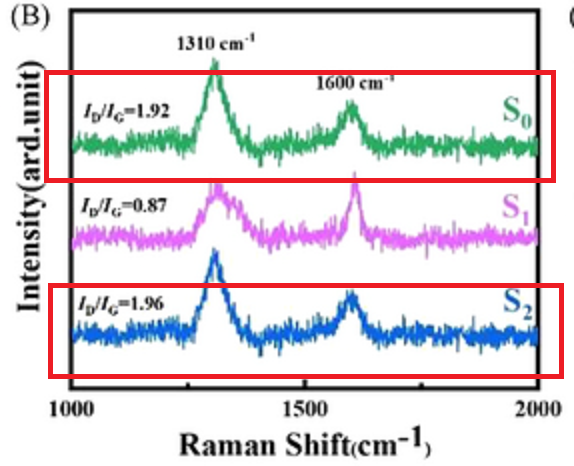 (B)
1310 cm-1
1600 cm-1
ID/IG=1.92
S0
ID/IG=0.87
S1
ID/IG=1.96
S2
Intensity(ard.unit)
1000
1500
2000
Raman Shift(cm-1)